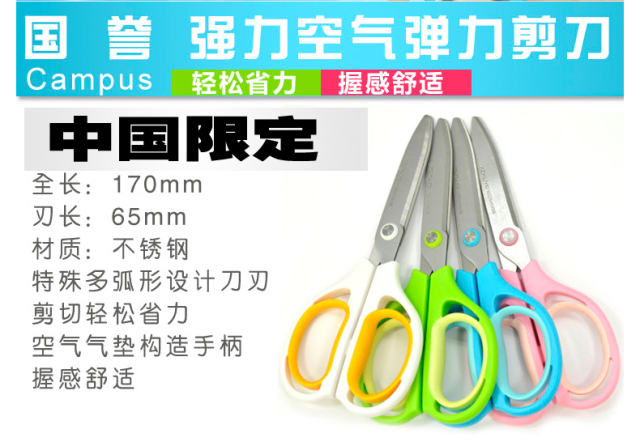 国誉 强力空气弹力剪刀
Campus 轻松省力 握感舒适
中国限定
全长：170mm
刃长：65mm
材质：不锈钢
特殊多弧形设计刀刃
剪切轻松省力
空气气垫构造手柄
握感舒适